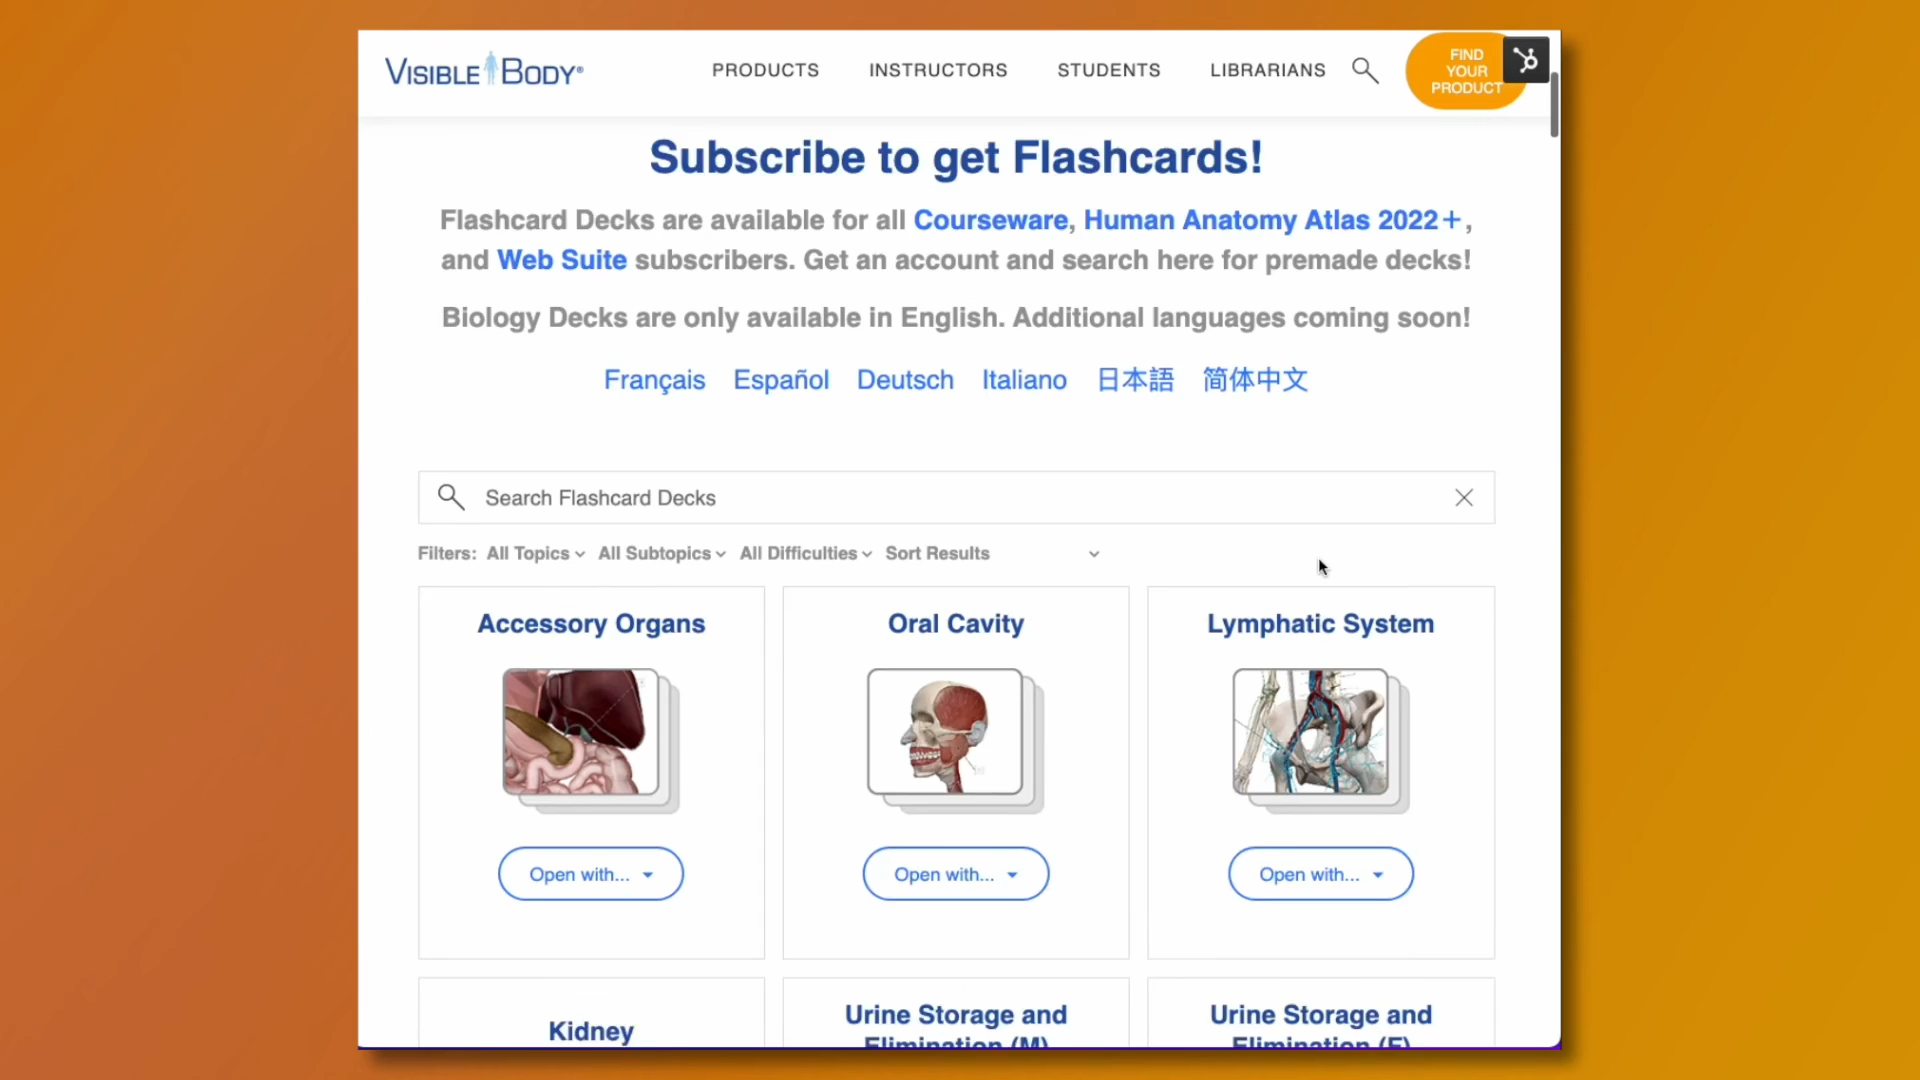 VISIBLE BODY®
PRODUCTS
INSTRUCTORS
STUDENTS
LIBRARIANS
FIND
YOUR
PRODUCT
Subscribe to get Flashcards!
Flashcard Decks are available for all Courseware, Human Anatomy Atlas 2022+,
and Web Suite subscribers. Get an account and search here for premade decks!
Biology Decks are only available in English. Additional languages coming soon!
Français Español Deutsch Italiano 日本語 简体中文
Search Flashcard Decks
Filters: All Topics All Subtopics All Difficulties Sort Results
Accessory Organs
Oral Cavity
Lymphatic System
Open with...
Open with...
Open with...
Kidney
Urine Storage and
Elimination (M)
Urine Storage and
Elimination (F)